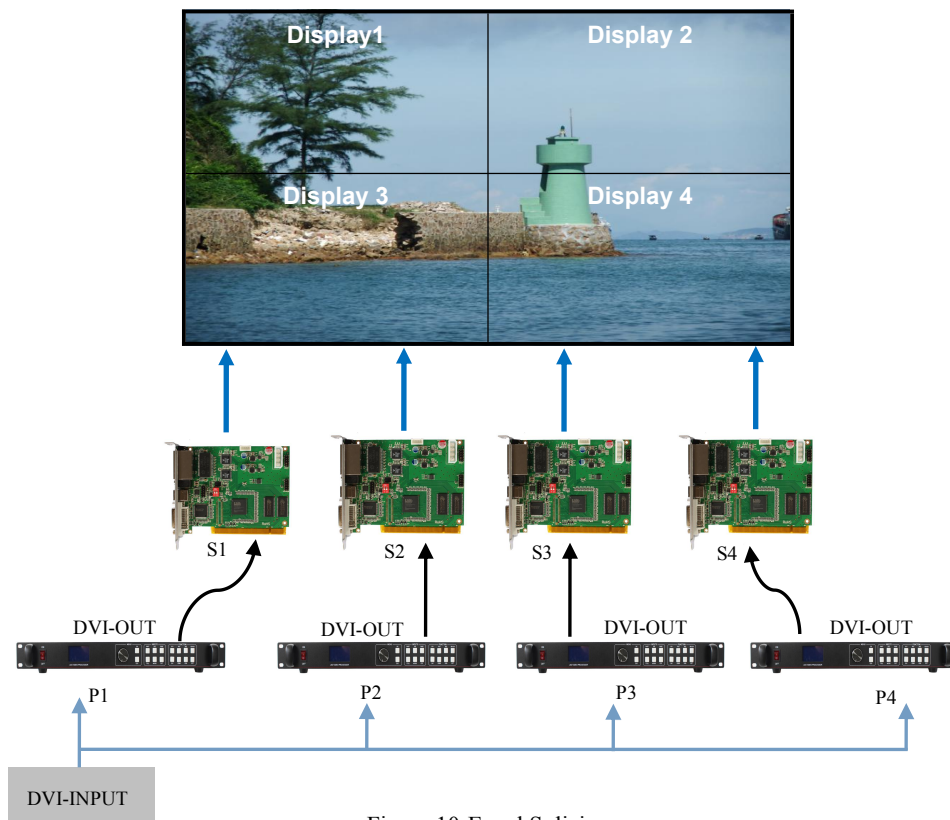 Display1 Display 2
Display 3 Display 4
S1 S2 S3 S4
DVI-OUT DVI-OUT DVI-OUT DVI-OUT
P1 P2 P3 P4
DVI-INPUT